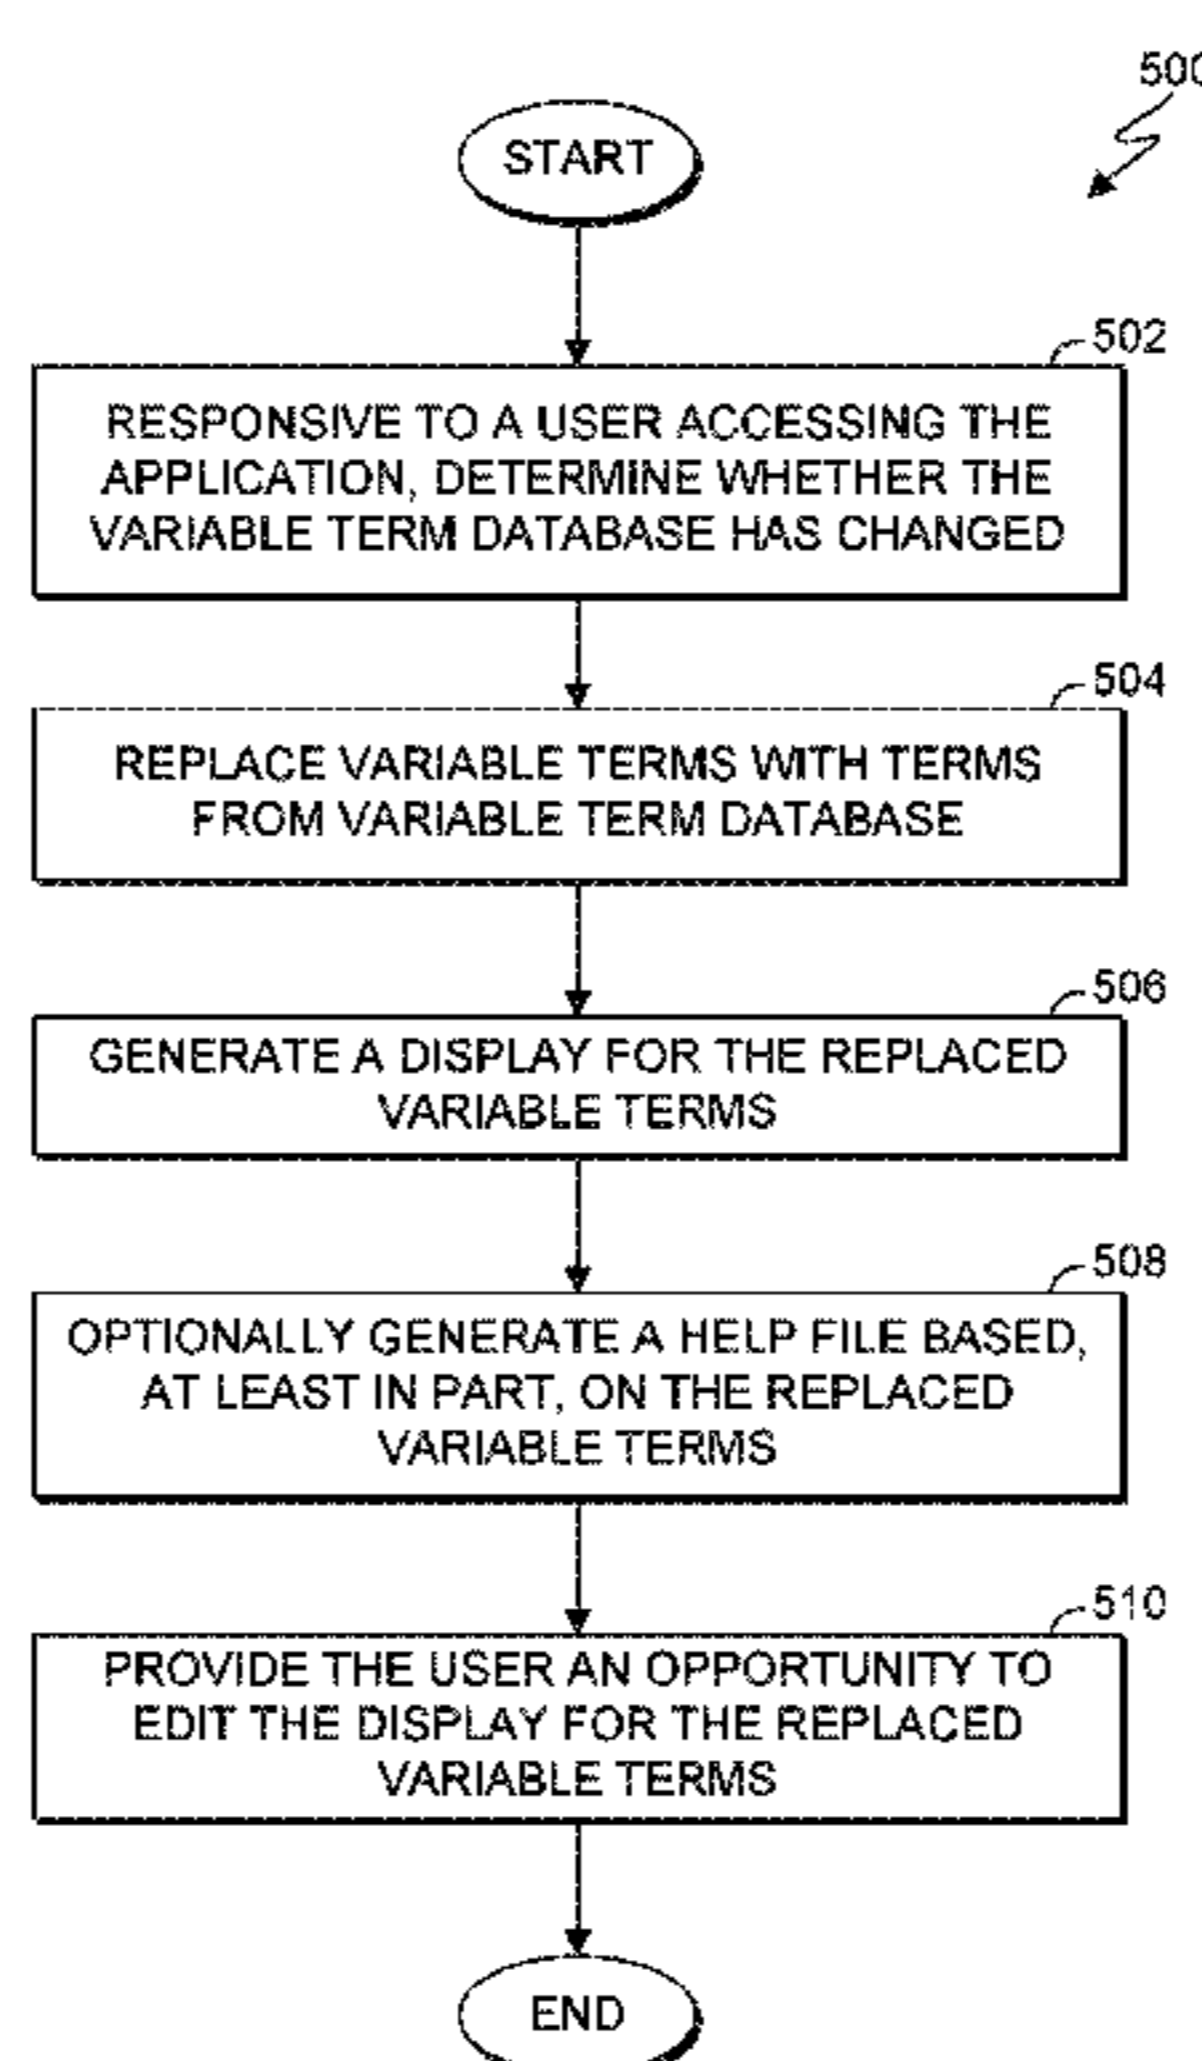 500
START
502
RESPONSIVE TO A USER ACCESSING THE
APPLICATION, DETERMINE WHETHER THE
VARIABLE TERM DATABASE HAS CHANGED
504
REPLACE VARIABLE TERMS WITH TERMS
FROM VARIABLE TERM DATABASE
506
GENERATE A DISPLAY FOR THE REPLACED
VARIABLE TERMS
508
OPTIONALLY GENERATE A HELP FILE BASED,
AT LEAST IN PART, ON THE REPLACED
VARIABLE TERMS
510
PROVIDE THE USER AN OPPORTUNITY TO
EDIT THE DISPLAY FOR THE REPLACED
VARIABLE TERMS
END